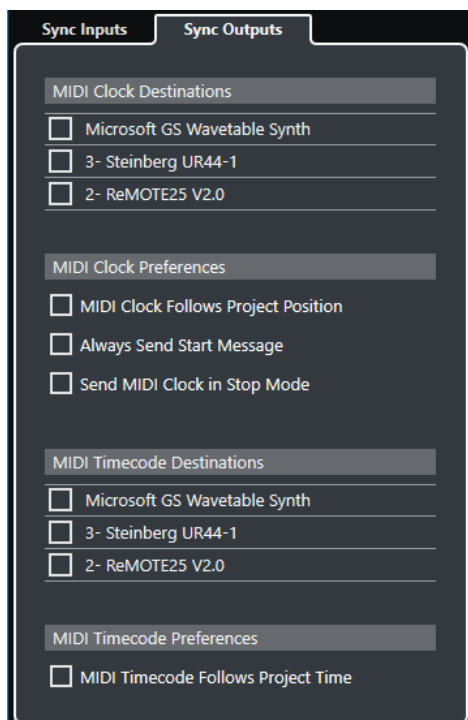 Sync Inputs
Sync Outputs
MIDI Clock Destinations
Microsoft GS Wavetable Synth
3- Steinberg UR44-1
2- ReMOTE25 V2.0
MIDI Clock Preferences
MIDI Clock Follows Project Position
Always Send Start Message
Send MIDI Clock in Stop Mode
MIDI Timecode Destinations
Microsoft GS Wavetable Synth
3- Steinberg UR44-1
2- ReMOTE25 V2.0
MIDI Timecode Preferences
MIDI Timecode Follows Project Time